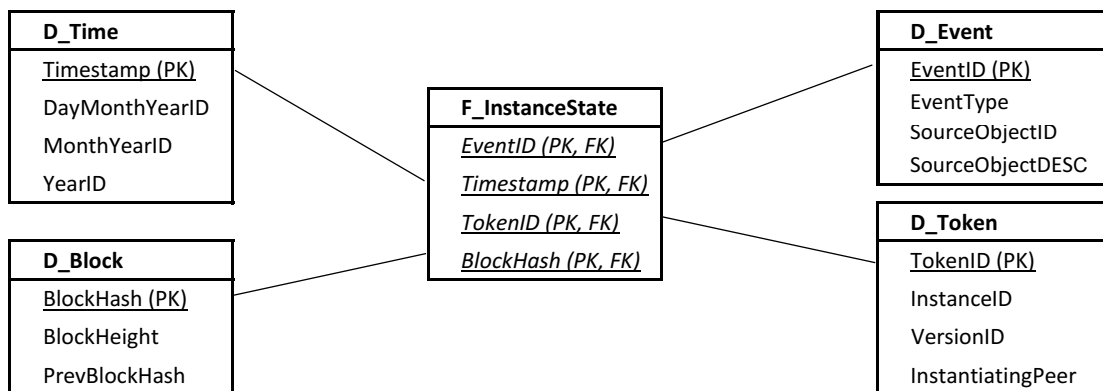 D_Time
Timestamp (PK)
DayMonthYearID
MonthYearID
YearID
D_Block
BlockHash (PK)
BlockHeight
PrevBlockHash
F_InstanceState
EventID (PK, FK)
Timestamp (PK, FK)
TokenID (PK, FK)
BlockHash (PK, FK)
D_Event
EventID (PK)
EventType
SourceObjectID
SourceObjectDESC
D_Token
TokenID (PK)
InstanceID
VersionID
InstantiatingPeer